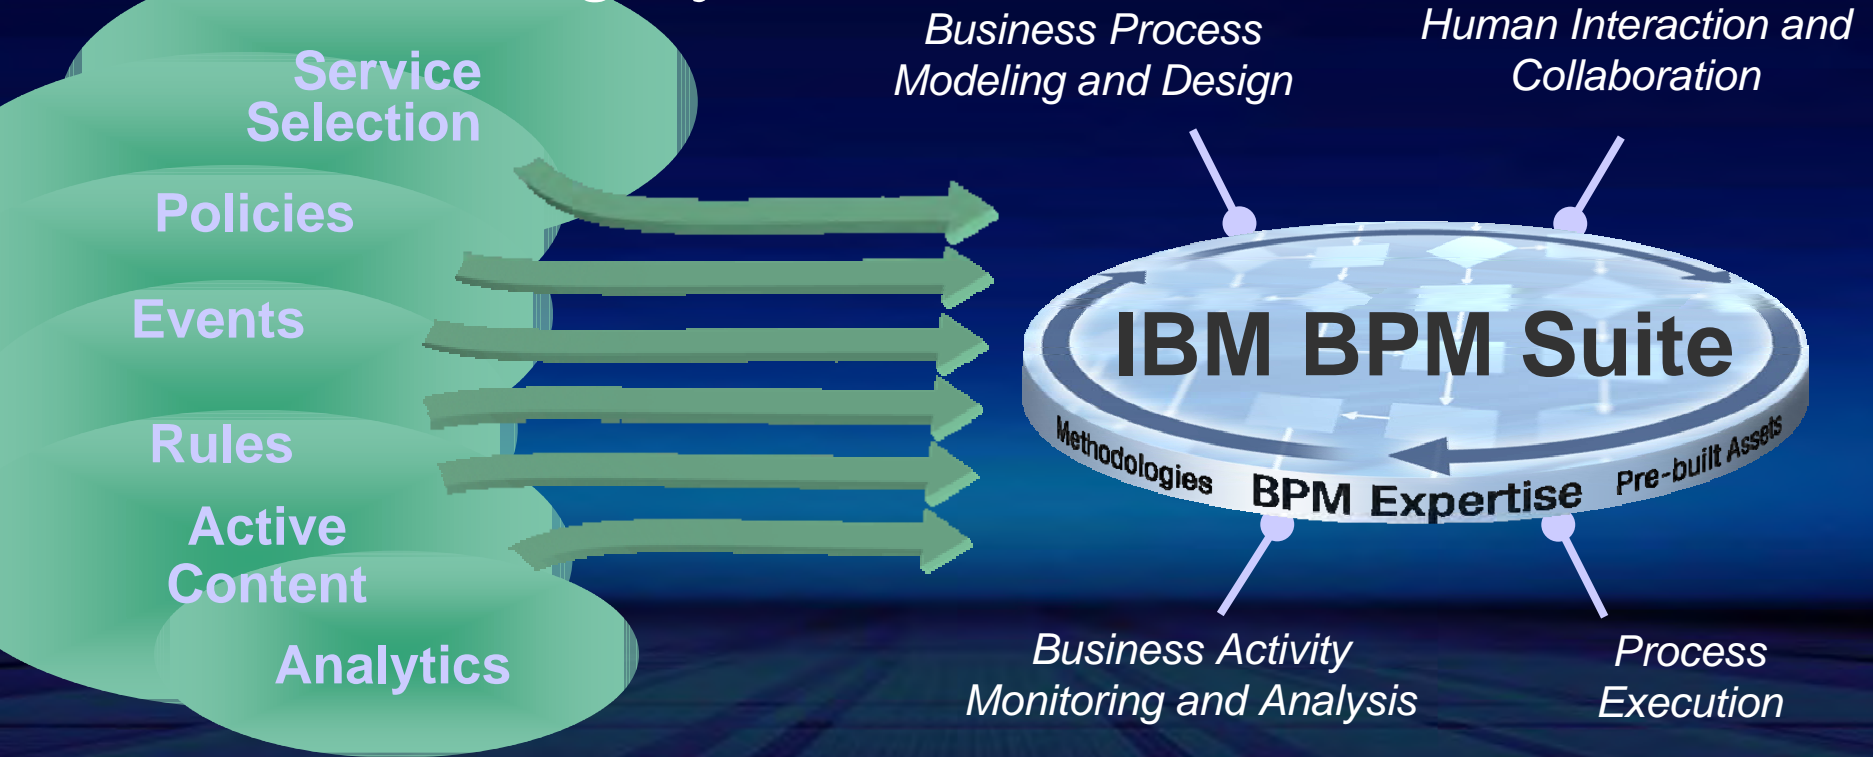 Service
Selection
Policies
Events
Rules
Active
Content
Analytics
Business Process
Modeling and Design
Human Interaction and
Collaboration
IBM BPM Suite
Methodologies
BPM Expertise
Pre-built Assets
Business Activity
Monitoring and Analysis
Process
Execution